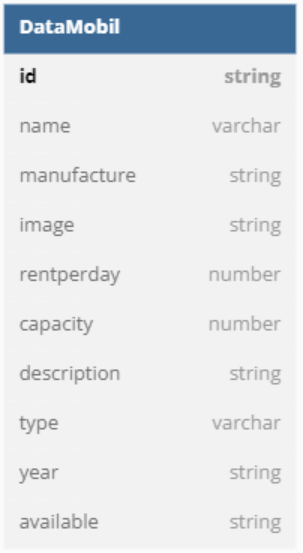 DataMobil
id string
name varchar
manufacture string
image string
rentperday number
capacity number
description string
type varchar
year string
available string